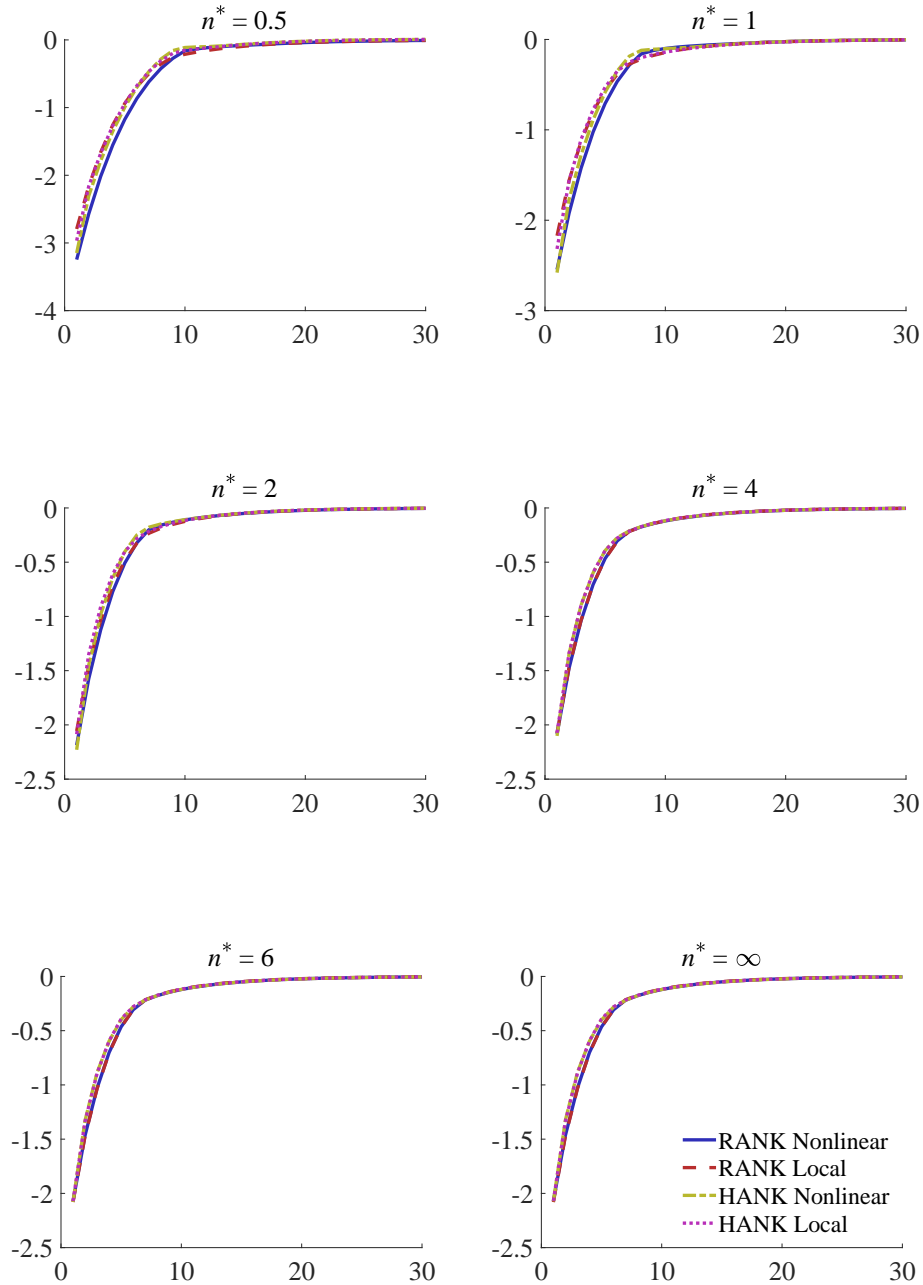 n* = 0.5
0
-1
-2
-3
-4
0 10 20 30
n* = 1
0
-1
-2
-3
0 10 20 30
n* = 2
0
-0.5
-1
-1.5
-2
-2.5
0 10 20 30
n* = 4
0
-0.5
-1
-1.5
-2
-2.5
0 10 20 30
n* = 6
0
-0.5
-1
-1.5
-2
-2.5
0 10 20 30
n* = ∞
0
-0.5
-1
-1.5
-2
-2.5
0 10 20 30
RANK Nonlinear
RANK Local
HANK Nonlinear
HANK Local